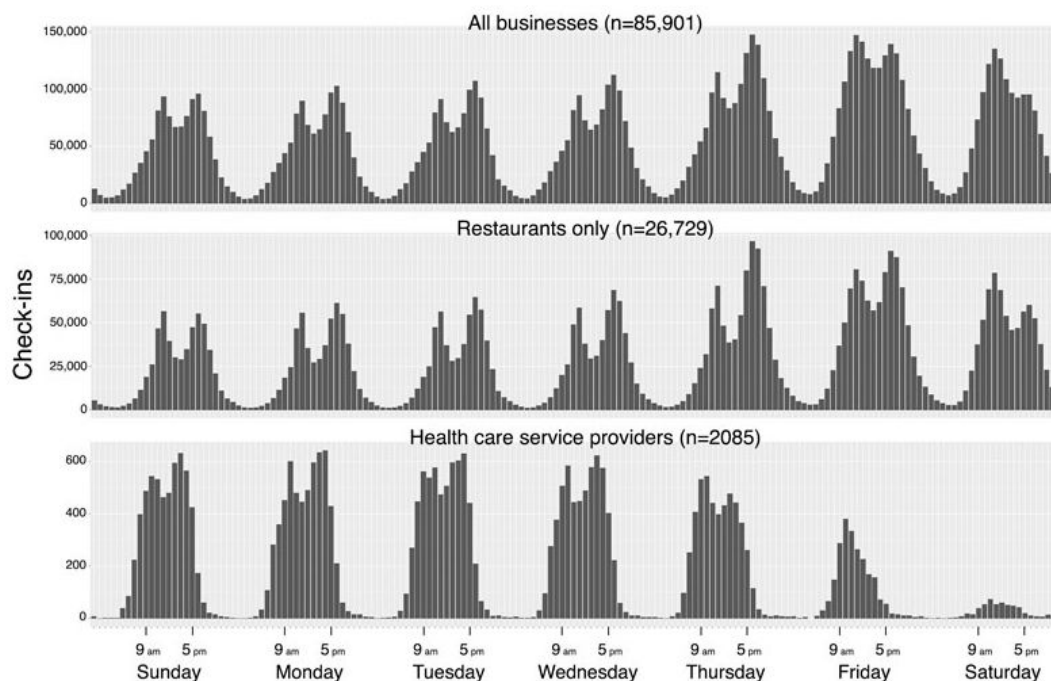 All businesses (n=85,901)
150,000
100,000
50,000
0
Restaurants only (n=26,729)
100,000
75,000
50,000
25,000
0
Health care service providers (n=2085)
600
400
200
0
Check-ins
9 am 5 pm 9 am 5 pm 9 am 5 pm 9 am 5 pm 9 am 5 pm 9 am 5 pm 9 am 5 pm
Sunday Monday Tuesday Wednesday Thursday Friday Saturday